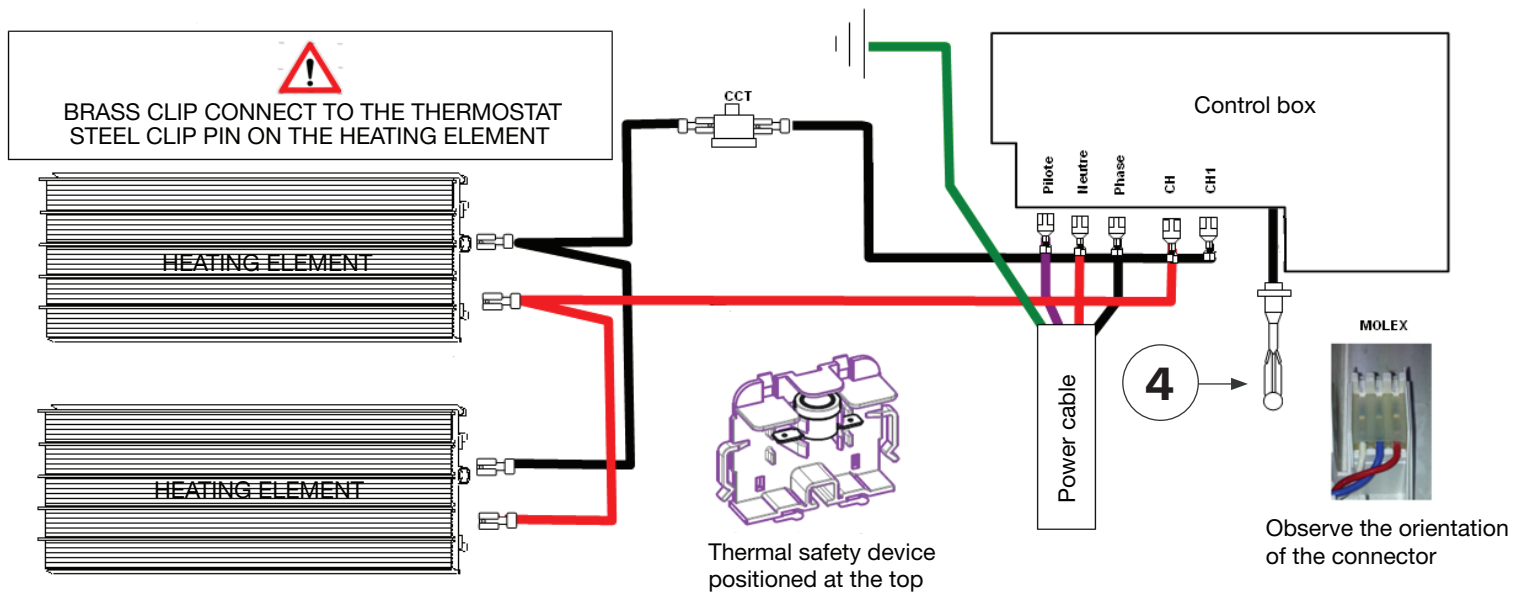 BRASS CLIP CONNECT TO THE THERMOSTAT
STEEL CLIP PIN ON THE HEATING ELEMENT
CCT
Control box
Pilote
Neutre
Phase
CH
CH1
HEATING ELEMENT
HEATING ELEMENT
Power cable
4
MOLEX
Thermal safety device
positioned at the top
Observe the orientation
of the connector